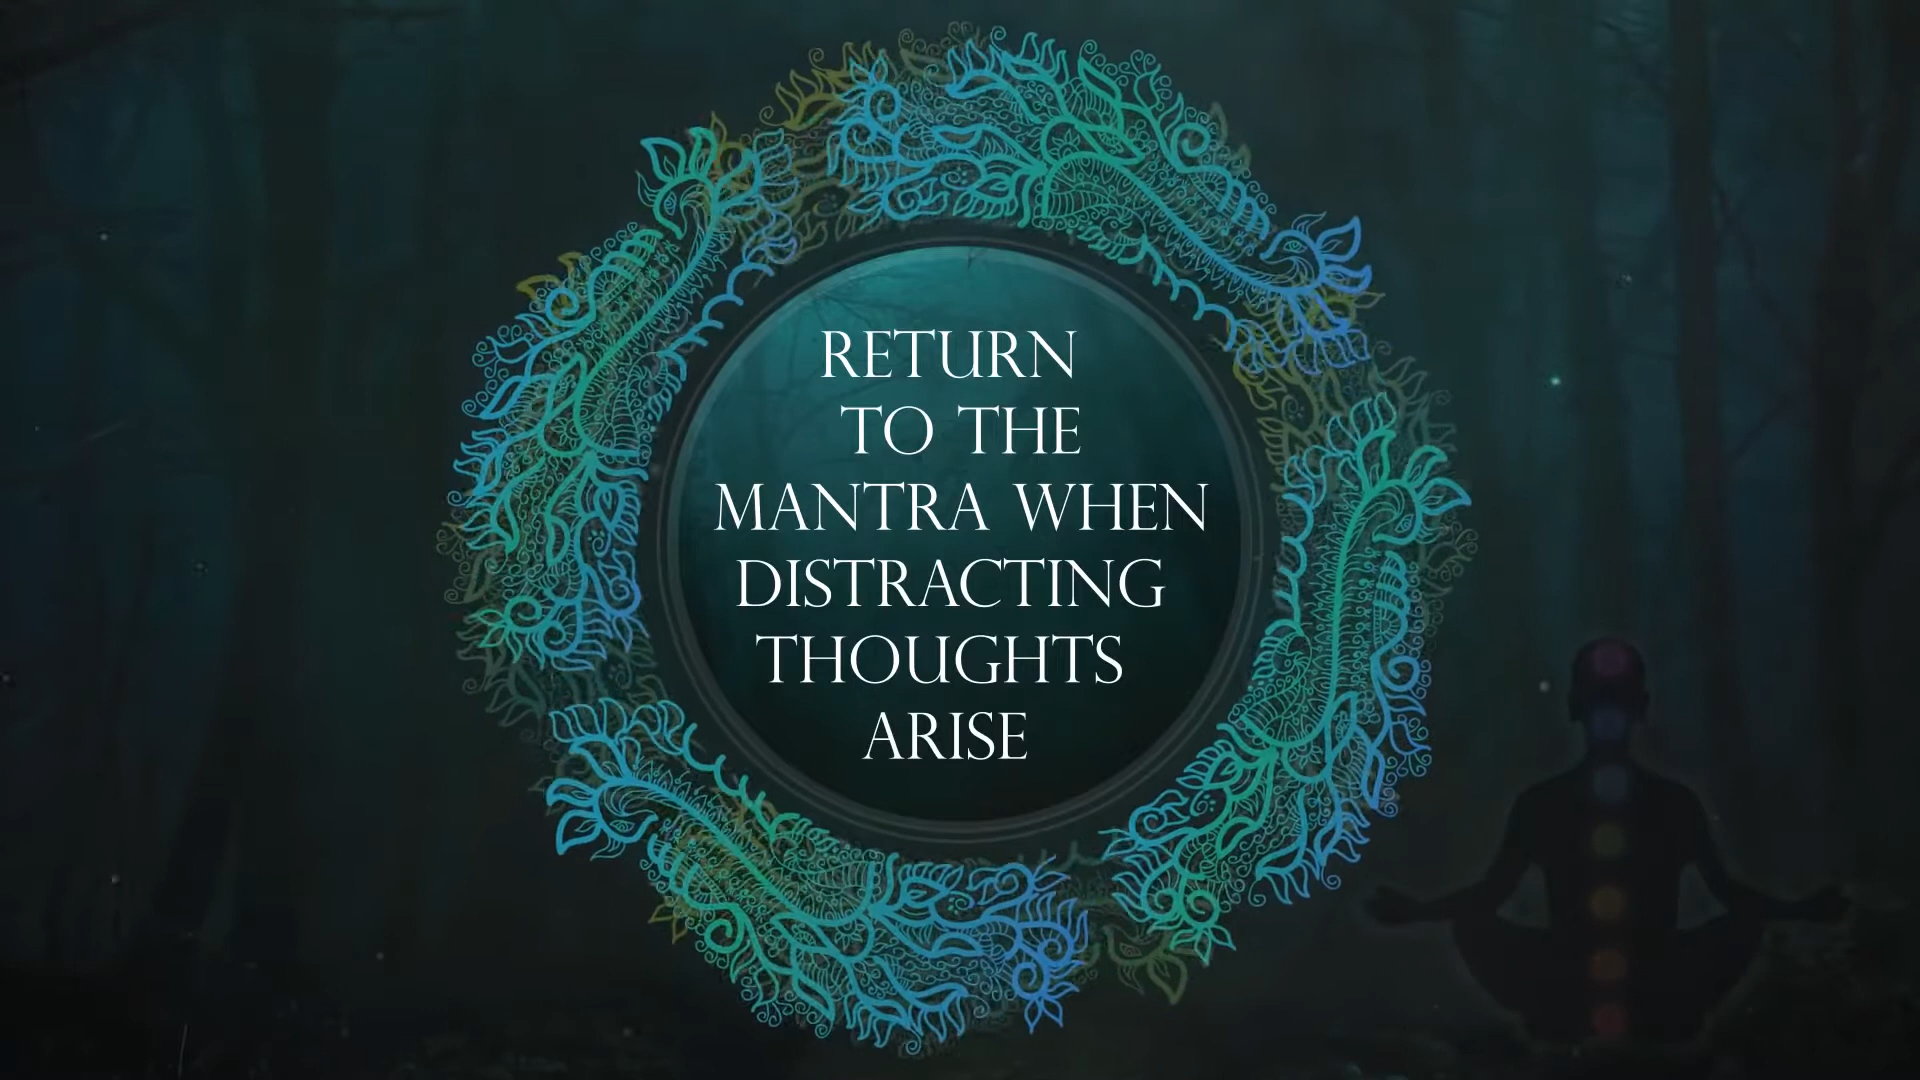 RETURN
TO THE
MANTRA WHEN
DISTRACTING
THOUGHTS
ARISE